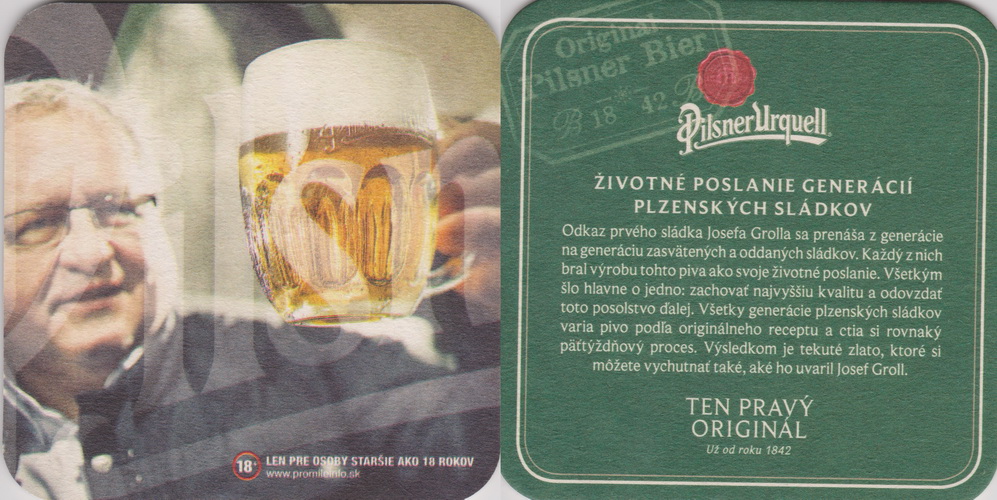 18+ LEN PRE OSOBY STARŠIE AKO 18 ROKOV
www.promileinfo.sk
Original
Pilsner Bier
B 18 42 B
Pilsner Urquell
ŽIVOTNÉ POSLANIE GENERÁCIÍ
PLZENSKÝCH SLÁDKOV
Odkaz prvého sládka Josefa Grolla sa prenáša z generácie
na generáciu zasvätených a oddaných sládkov. Každý z nich
bral výrobu tohto piva ako svoje životné poslanie. Všetkým
šlo hlavne o jedno: zachovať najvyššiu kvalitu a odovzdať
toto posolstvo ďalej. Všetky generácie plzenských sládkov
varia pivo podľa originálneho receptu a ctia si rovnaký
päťtýždňový proces. Výsledkom je tekuté zlato, ktoré si
môžete vychutnať také, aké ho uvaril Josef Groll.
TEN PRAVÝ
ORIGINÁL
Už od roku 1842